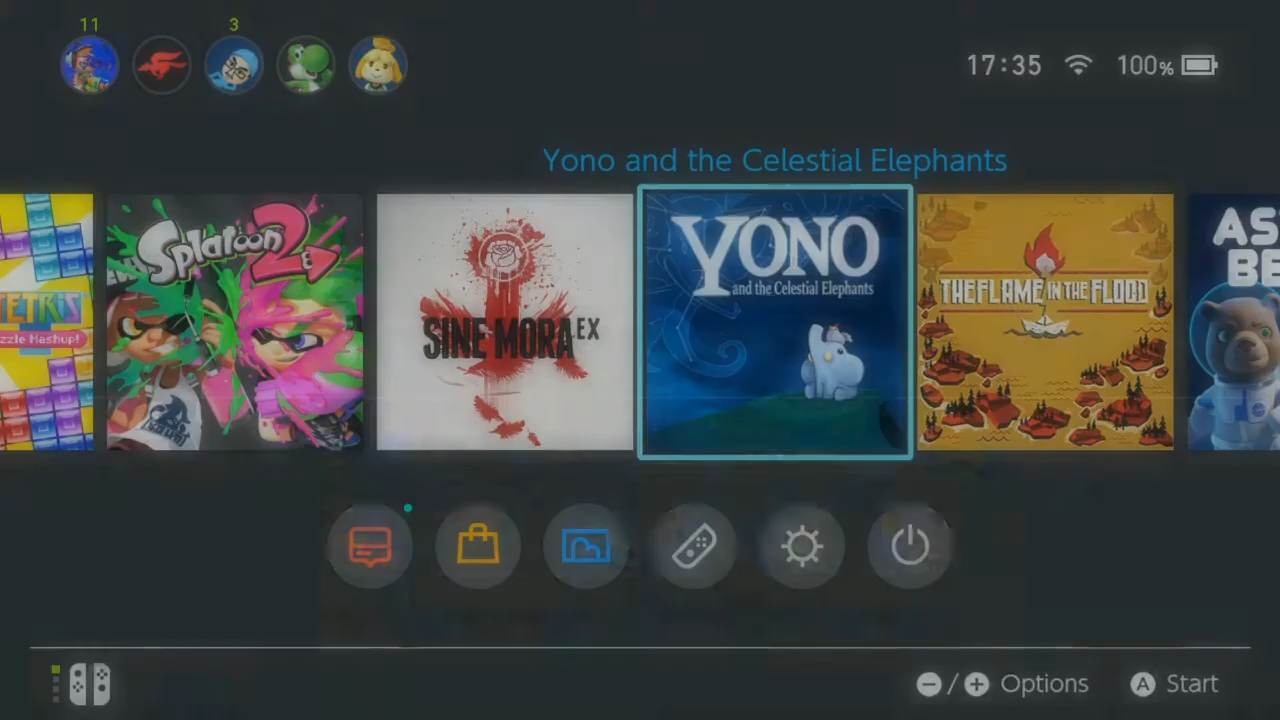 11
3
17:35
100%
Yono and the Celestial Elephants
TETRIS
zzle Mashup!
Splatoon 2
SINE MORA EX
YONO
and the Celestial Elephants
THE FLAME IN THE FLOOD
AS
BE
-/+ Options
A Start